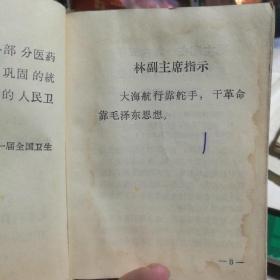 部分医药
巩固的统
的人民卫
一届全国卫生
林副主席指示
大海航行靠舵手，干革命
靠毛泽东思想。
—8—